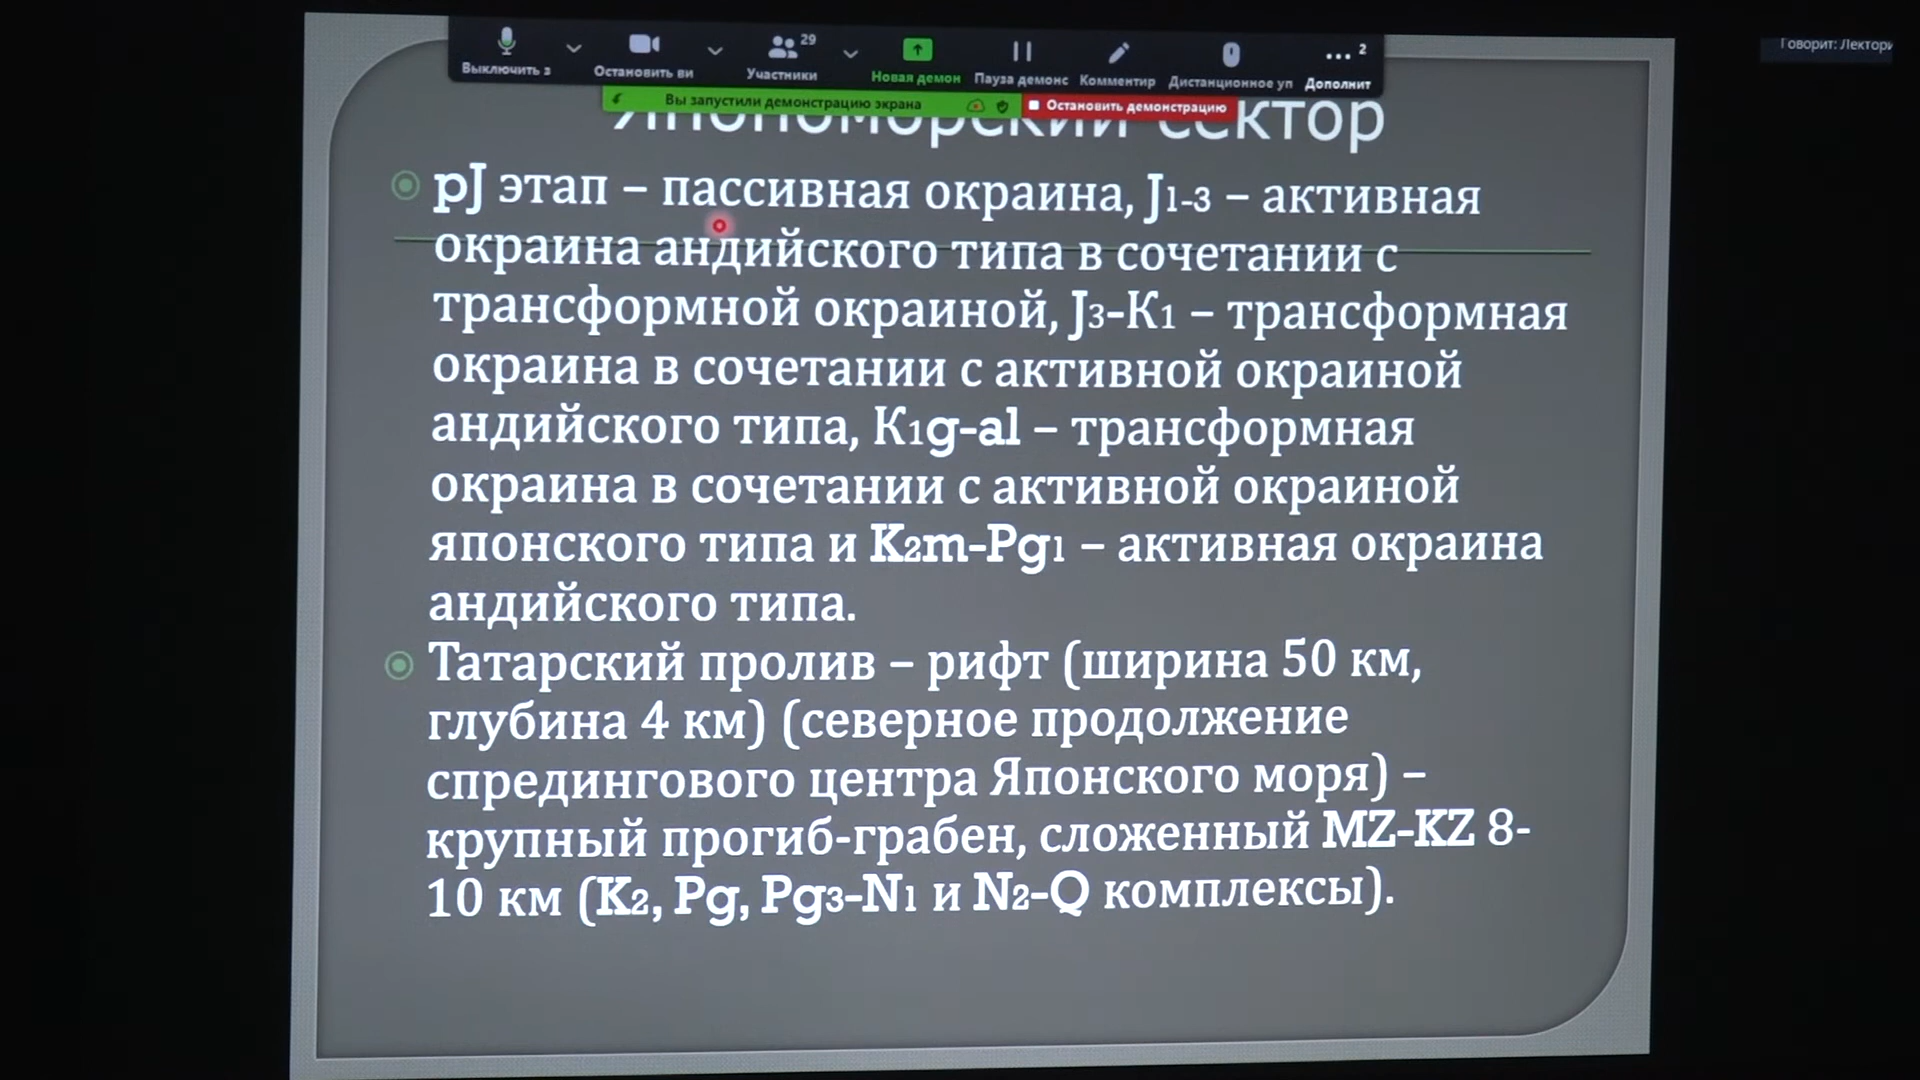 29
2
Выключить з
Остановить ви
Участники
Новая демон
Пауза демонс
Комментир
Дистанционное уп
Дополнит
Говорит: Лектори
Вы запустили демонстрацию экрана
Остановить демонстрацию
Япономорский сектор
pJ этап – пассивная окраина, J1-3 – активная
окраина андийского типа в сочетании с
трансформной окраиной, J3-К1 – трансформная
окраина в сочетании с активной окраиной
андийского типа, К1g-al – трансформная
окраина в сочетании с активной окраиной
японского типа и K2m-Pg1 – активная окраина
андийского типа.
Татарский пролив – рифт (ширина 50 км,
глубина 4 км) (северное продолжение
спредингового центра Японского моря) –
крупный прогиб-грабен, сложенный MZ-KZ 8-
10 км (K2, Pg, Pg3-N1 и N2-Q комплексы).